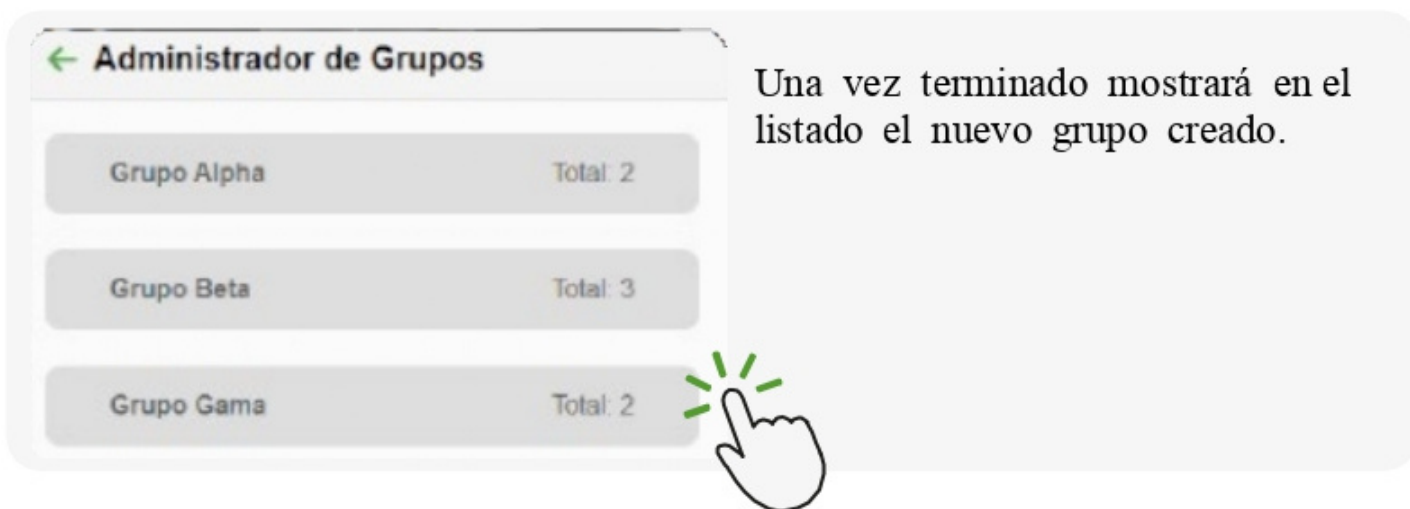 Administrador de Grupos
Una vez terminado mostrará en el
listado el nuevo grupo creado.
Grupo Alpha Total: 2
Grupo Beta Total: 3
Grupo Gama Total: 2